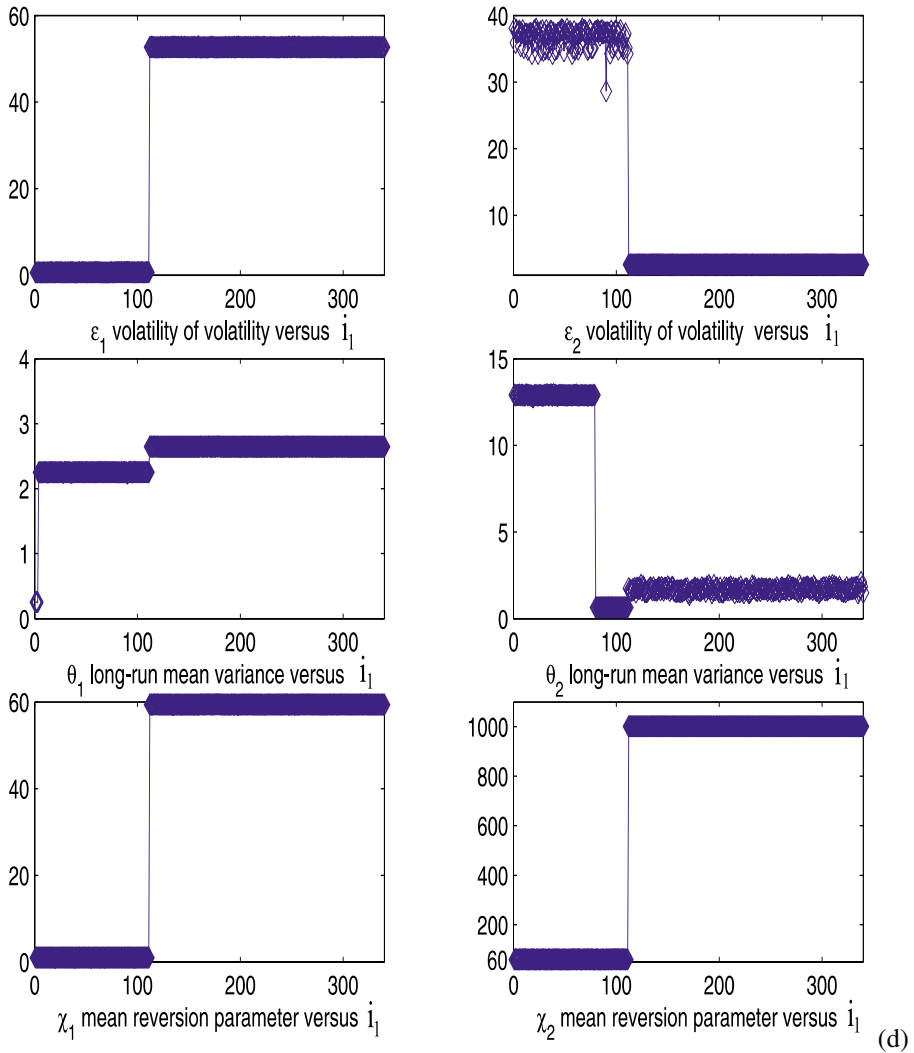 60
40
20
0
0 100 200 300
ε1 volatility of volatility versus i1
40
30
20
10
0 100 200 300
ε2 volatility of volatility versus i1
4
3
2
1
0
0 100 200 300
θ1 long-run mean variance versus i1
15
10
5
0
0 100 200 300
θ2 long-run mean variance versus i1
60
40
20
0
0 100 200 300
χ1 mean reversion parameter versus i1
1000
800
600
400
200
60
0 100 200 300
χ2 mean reversion parameter versus i1
(d)